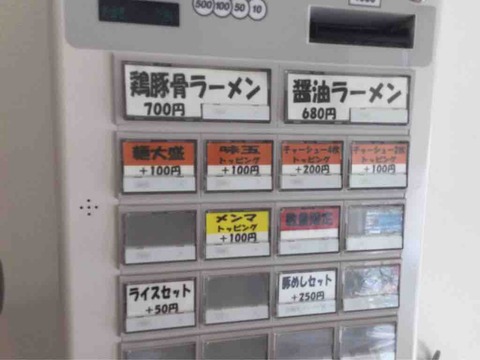 500 100 50 10
1000
鶏豚骨ラーメン
700円
醤油ラーメン
680円
麺大盛
+100円
味玉
トッピング
+100円
チャーシュー4枚
トッピング
+200円
チャーシュー2枚
トッピング
+100円
メンマ
トッピング
+100円
数量限定
ライスセット
+50円
豚めしセット
+250円